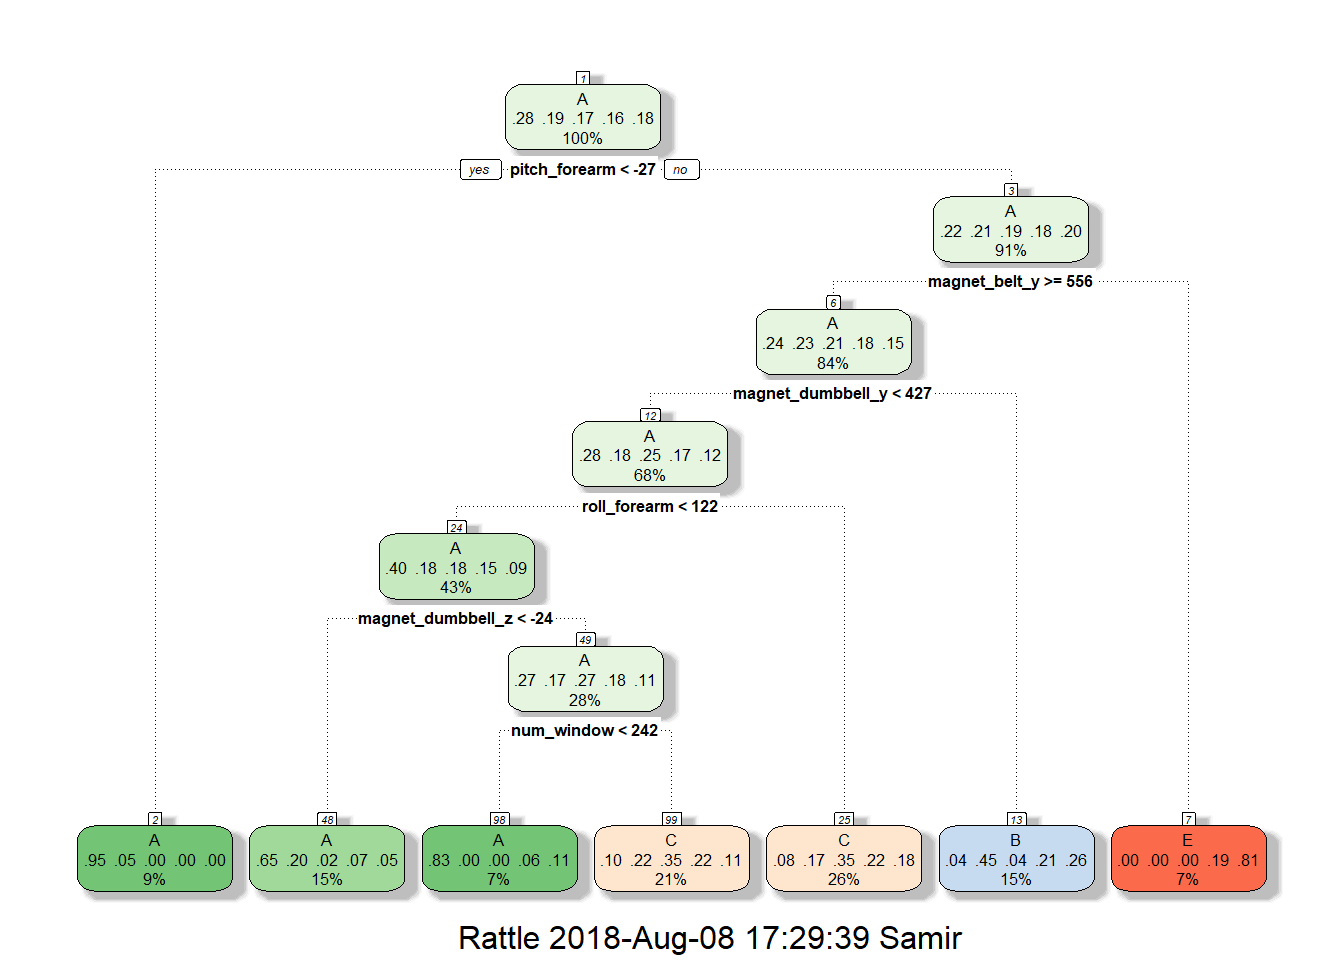 1
A
.28 .19 .17 .16 .18
100%
yes pitch_forearm < -27 no
3
A
.22 .21 .19 .18 .20
91%
magnet_belt_y >= 556
6
A
.24 .23 .21 .18 .15
84%
magnet_dumbbell_y < 427
12
A
.28 .18 .25 .17 .12
68%
roll_forearm < 122
24
A
.40 .18 .18 .15 .09
43%
magnet_dumbbell_z < -24
49
A
.27 .17 .27 .18 .11
28%
num_window < 242
2
A
.95 .05 .00 .00 .00
9%
48
A
.65 .20 .02 .07 .05
15%
98
A
.83 .00 .00 .06 .11
7%
99
C
.10 .22 .35 .22 .11
21%
25
C
.08 .17 .35 .22 .18
26%
13
B
.04 .45 .04 .21 .26
15%
7
E
.00 .00 .00 .19 .81
7%
Rattle 2018-Aug-08 17:29:39 Samir